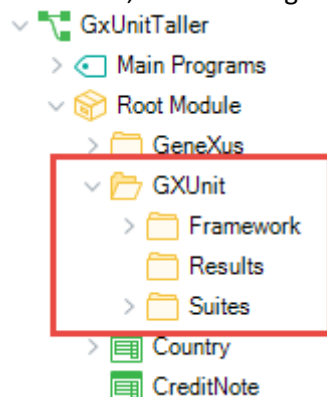 GxUnitTaller
Main Programs
Root Module
GeneXus
GXUnit
Framework
Results
Suites
Country
CreditNote